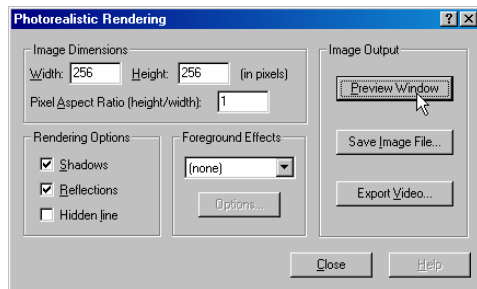 Photorealistic Rendering
Image Dimensions
Width: 256 Height: 256 (in pixels)
Pixel Aspect Ratio (height/width): 1
Rendering Options
Shadows
Reflections
Hidden line
Foreground Effects
(none)
Options...
Image Output
Preview Window
Save Image File...
Export Video...
Close Help